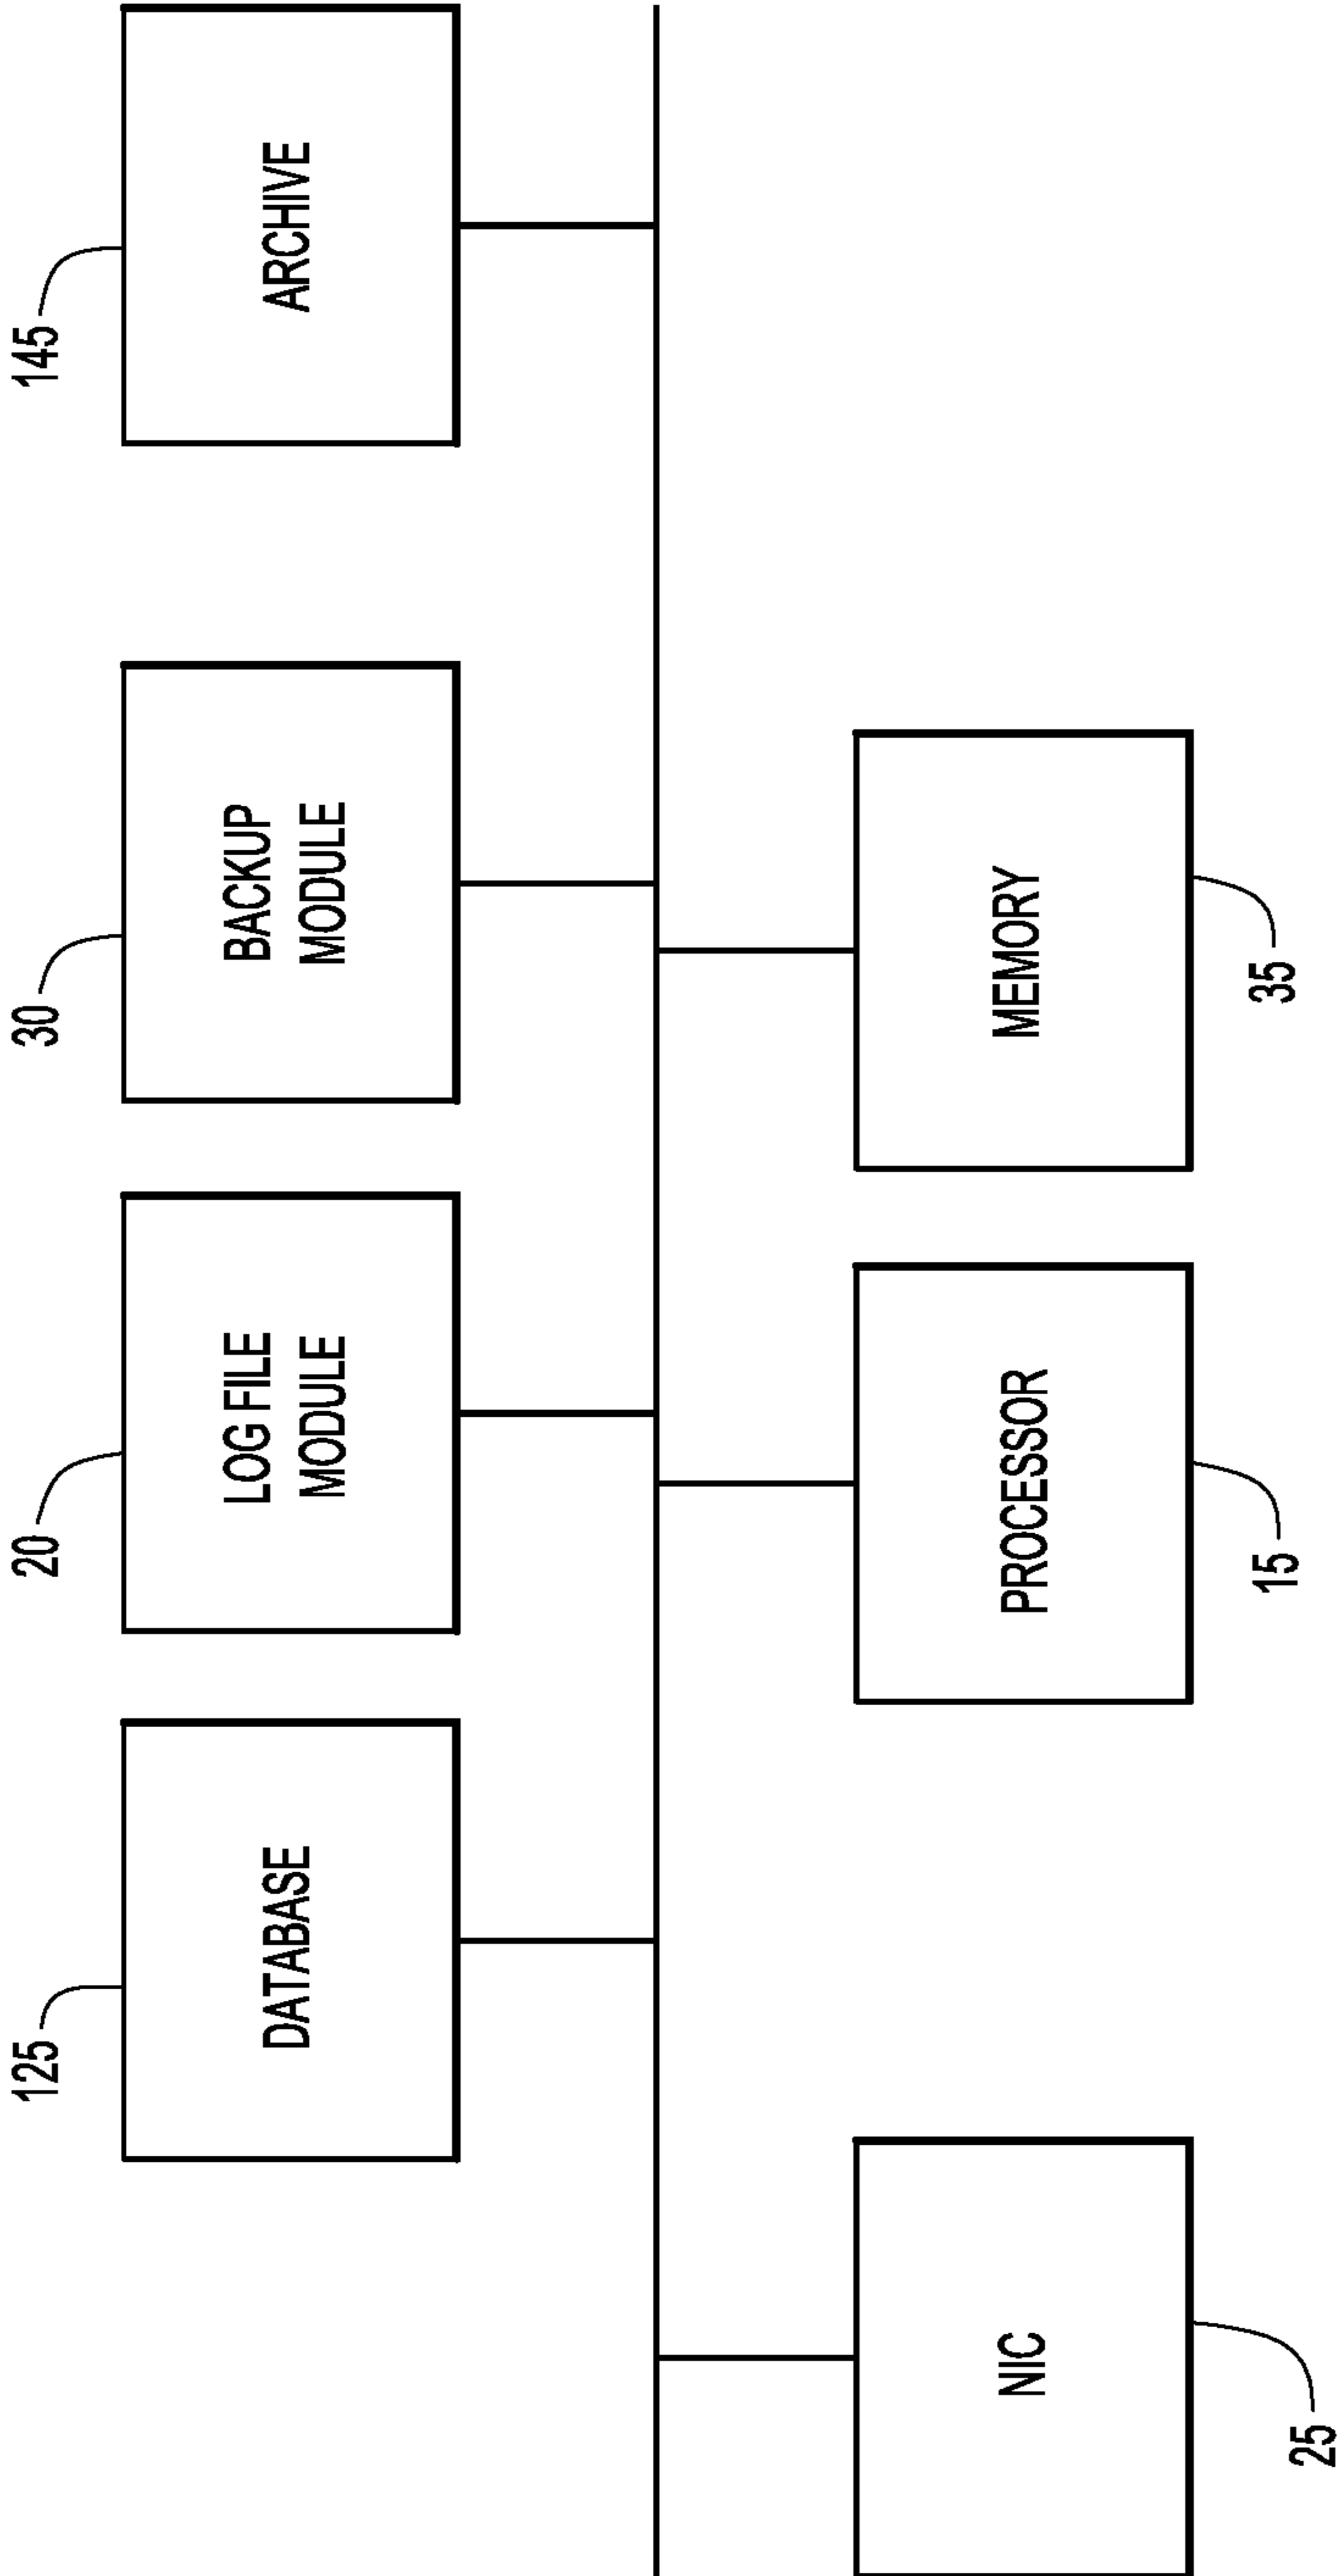 125
DATABASE
20
LOG FILE
MODULE
30
BACKUP
MODULE
145
ARCHIVE
NIC
25
PROCESSOR
15
MEMORY
35